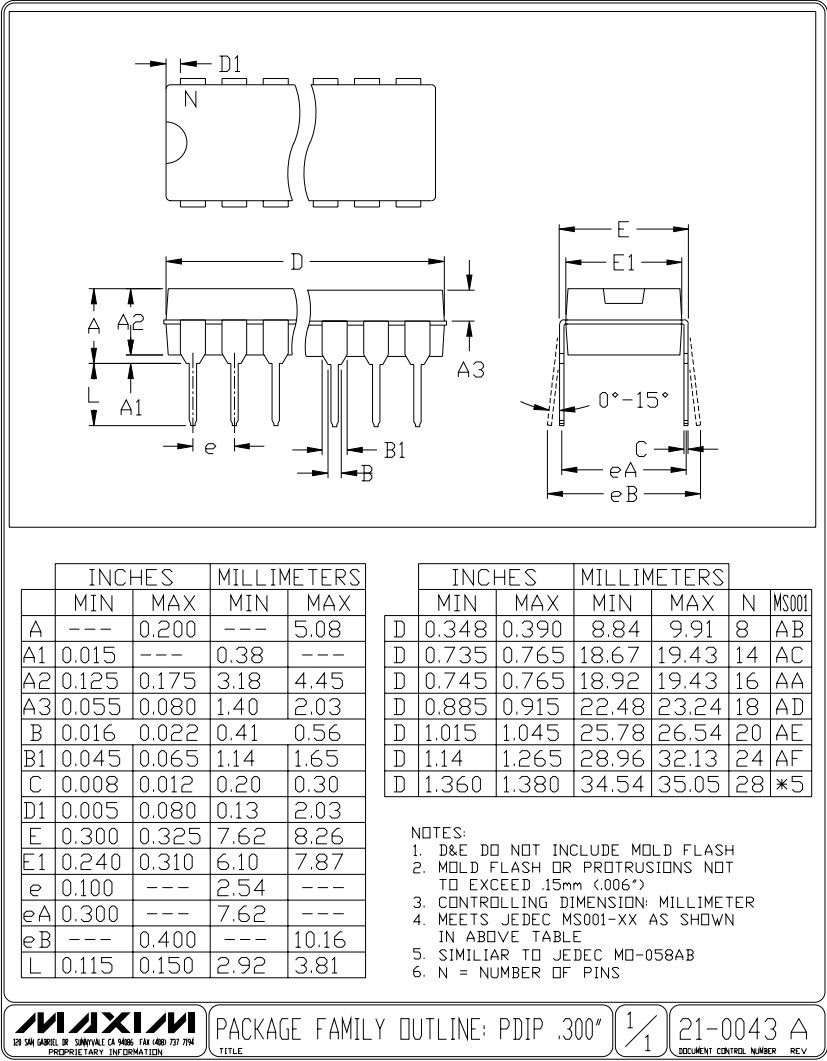 D1
N
D
E
E1
A
A2
A3
L
A1
0°-15°
e
B1
B
C
eA
eB
INCHES MILLIMETERS
MIN MAX MIN MAX
A --- 0.200 --- 5.08
A1 0.015 --- 0.38 ---
A2 0.125 0.175 3.18 4.45
A3 0.055 0.080 1.40 2.03
B 0.016 0.022 0.41 0.56
B1 0.045 0.065 1.14 1.65
C 0.008 0.012 0.20 0.30
D1 0.005 0.080 0.13 2.03
E 0.300 0.325 7.62 8.26
E1 0.240 0.310 6.10 7.87
e 0.100 --- 2.54 ---
eA 0.300 --- 7.62 ---
eB --- 0.400 --- 10.16
L 0.115 0.150 2.92 3.81
INCHES MILLIMETERS
MIN MAX MIN MAX N MS001
D 0.348 0.390 8.84 9.91 8 AB
D 0.735 0.765 18.67 19.43 14 AC
D 0.745 0.765 18.92 19.43 16 AA
D 0.885 0.915 22.48 23.24 18 AD
D 1.015 1.045 25.78 26.54 20 AE
D 1.14 1.265 28.96 32.13 24 AF
D 1.360 1.380 34.54 35.05 28 *5
NOTES:
1. D&E DO NOT INCLUDE MOLD FLASH
2. MOLD FLASH OR PROTRUSIONS NOT
TO EXCEED .15mm (.006")
3. CONTROLLING DIMENSION: MILLIMETER
4. MEETS JEDEC MS001-XX AS SHOWN
IN ABOVE TABLE
5. SIMILIAR TO JEDEC MO-058AB
6. N = NUMBER OF PINS
MAXIM
120 SAN GABRIEL DR SUNNYVALE CA 94086 FAX (408) 737 7194
PROPRIETARY INFORMATION
PACKAGE FAMILY OUTLINE: PDIP .300"
TITLE
1/1
21-0043 A
DOCUMENT CONTROL NUMBER REV